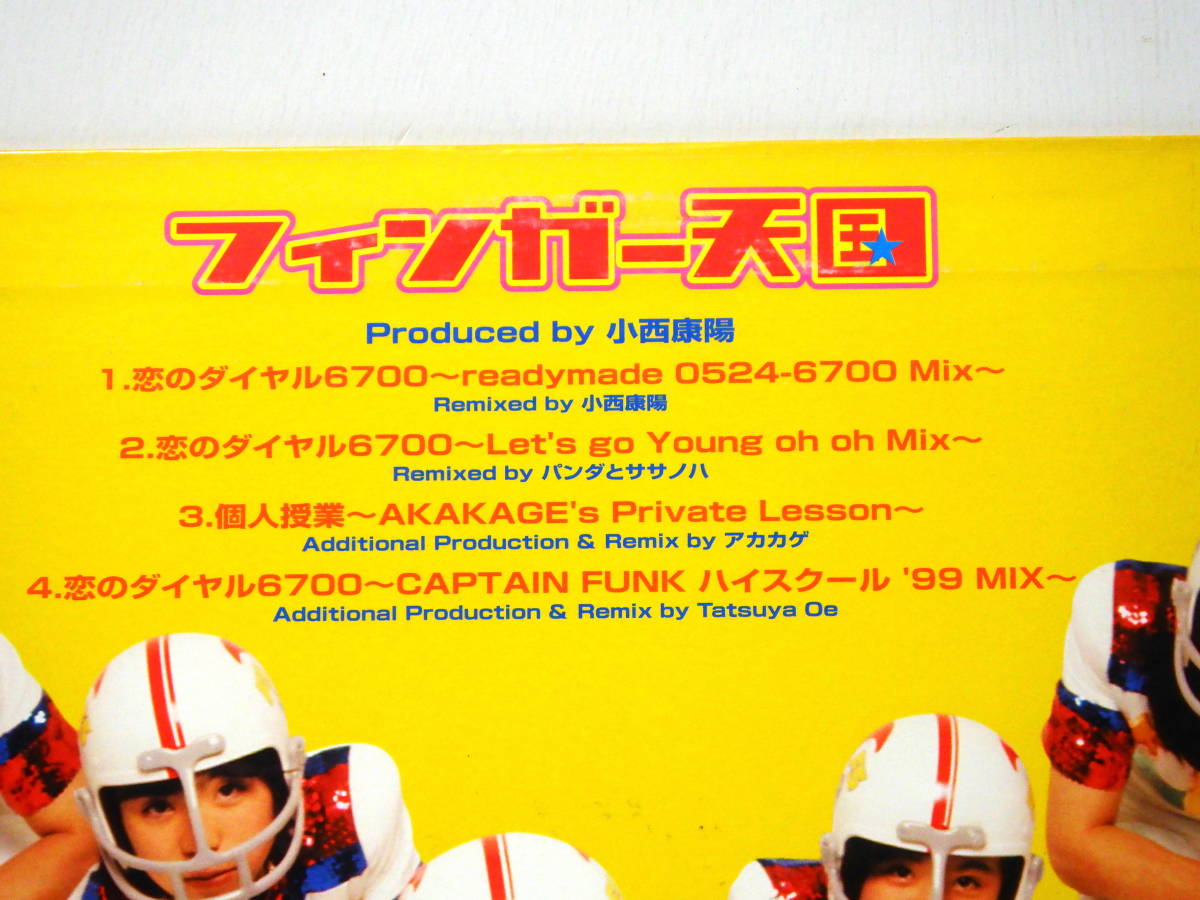 フィンガー天国
Produced by 小西康陽
1.恋のダイヤル6700〜readymade 0524-6700 Mix〜
Remixed by 小西康陽
2.恋のダイヤル6700〜Let's go Young oh oh Mix〜
Remixed by パンダとササノハ
3.個人授業〜AKAKAGE's Private Lesson〜
Additional Production & Remix by アカカゲ
4.恋のダイヤル6700〜CAPTAIN FUNK ハイスクール '99 MIX〜
Additional Production & Remix by Tatsuya Oe